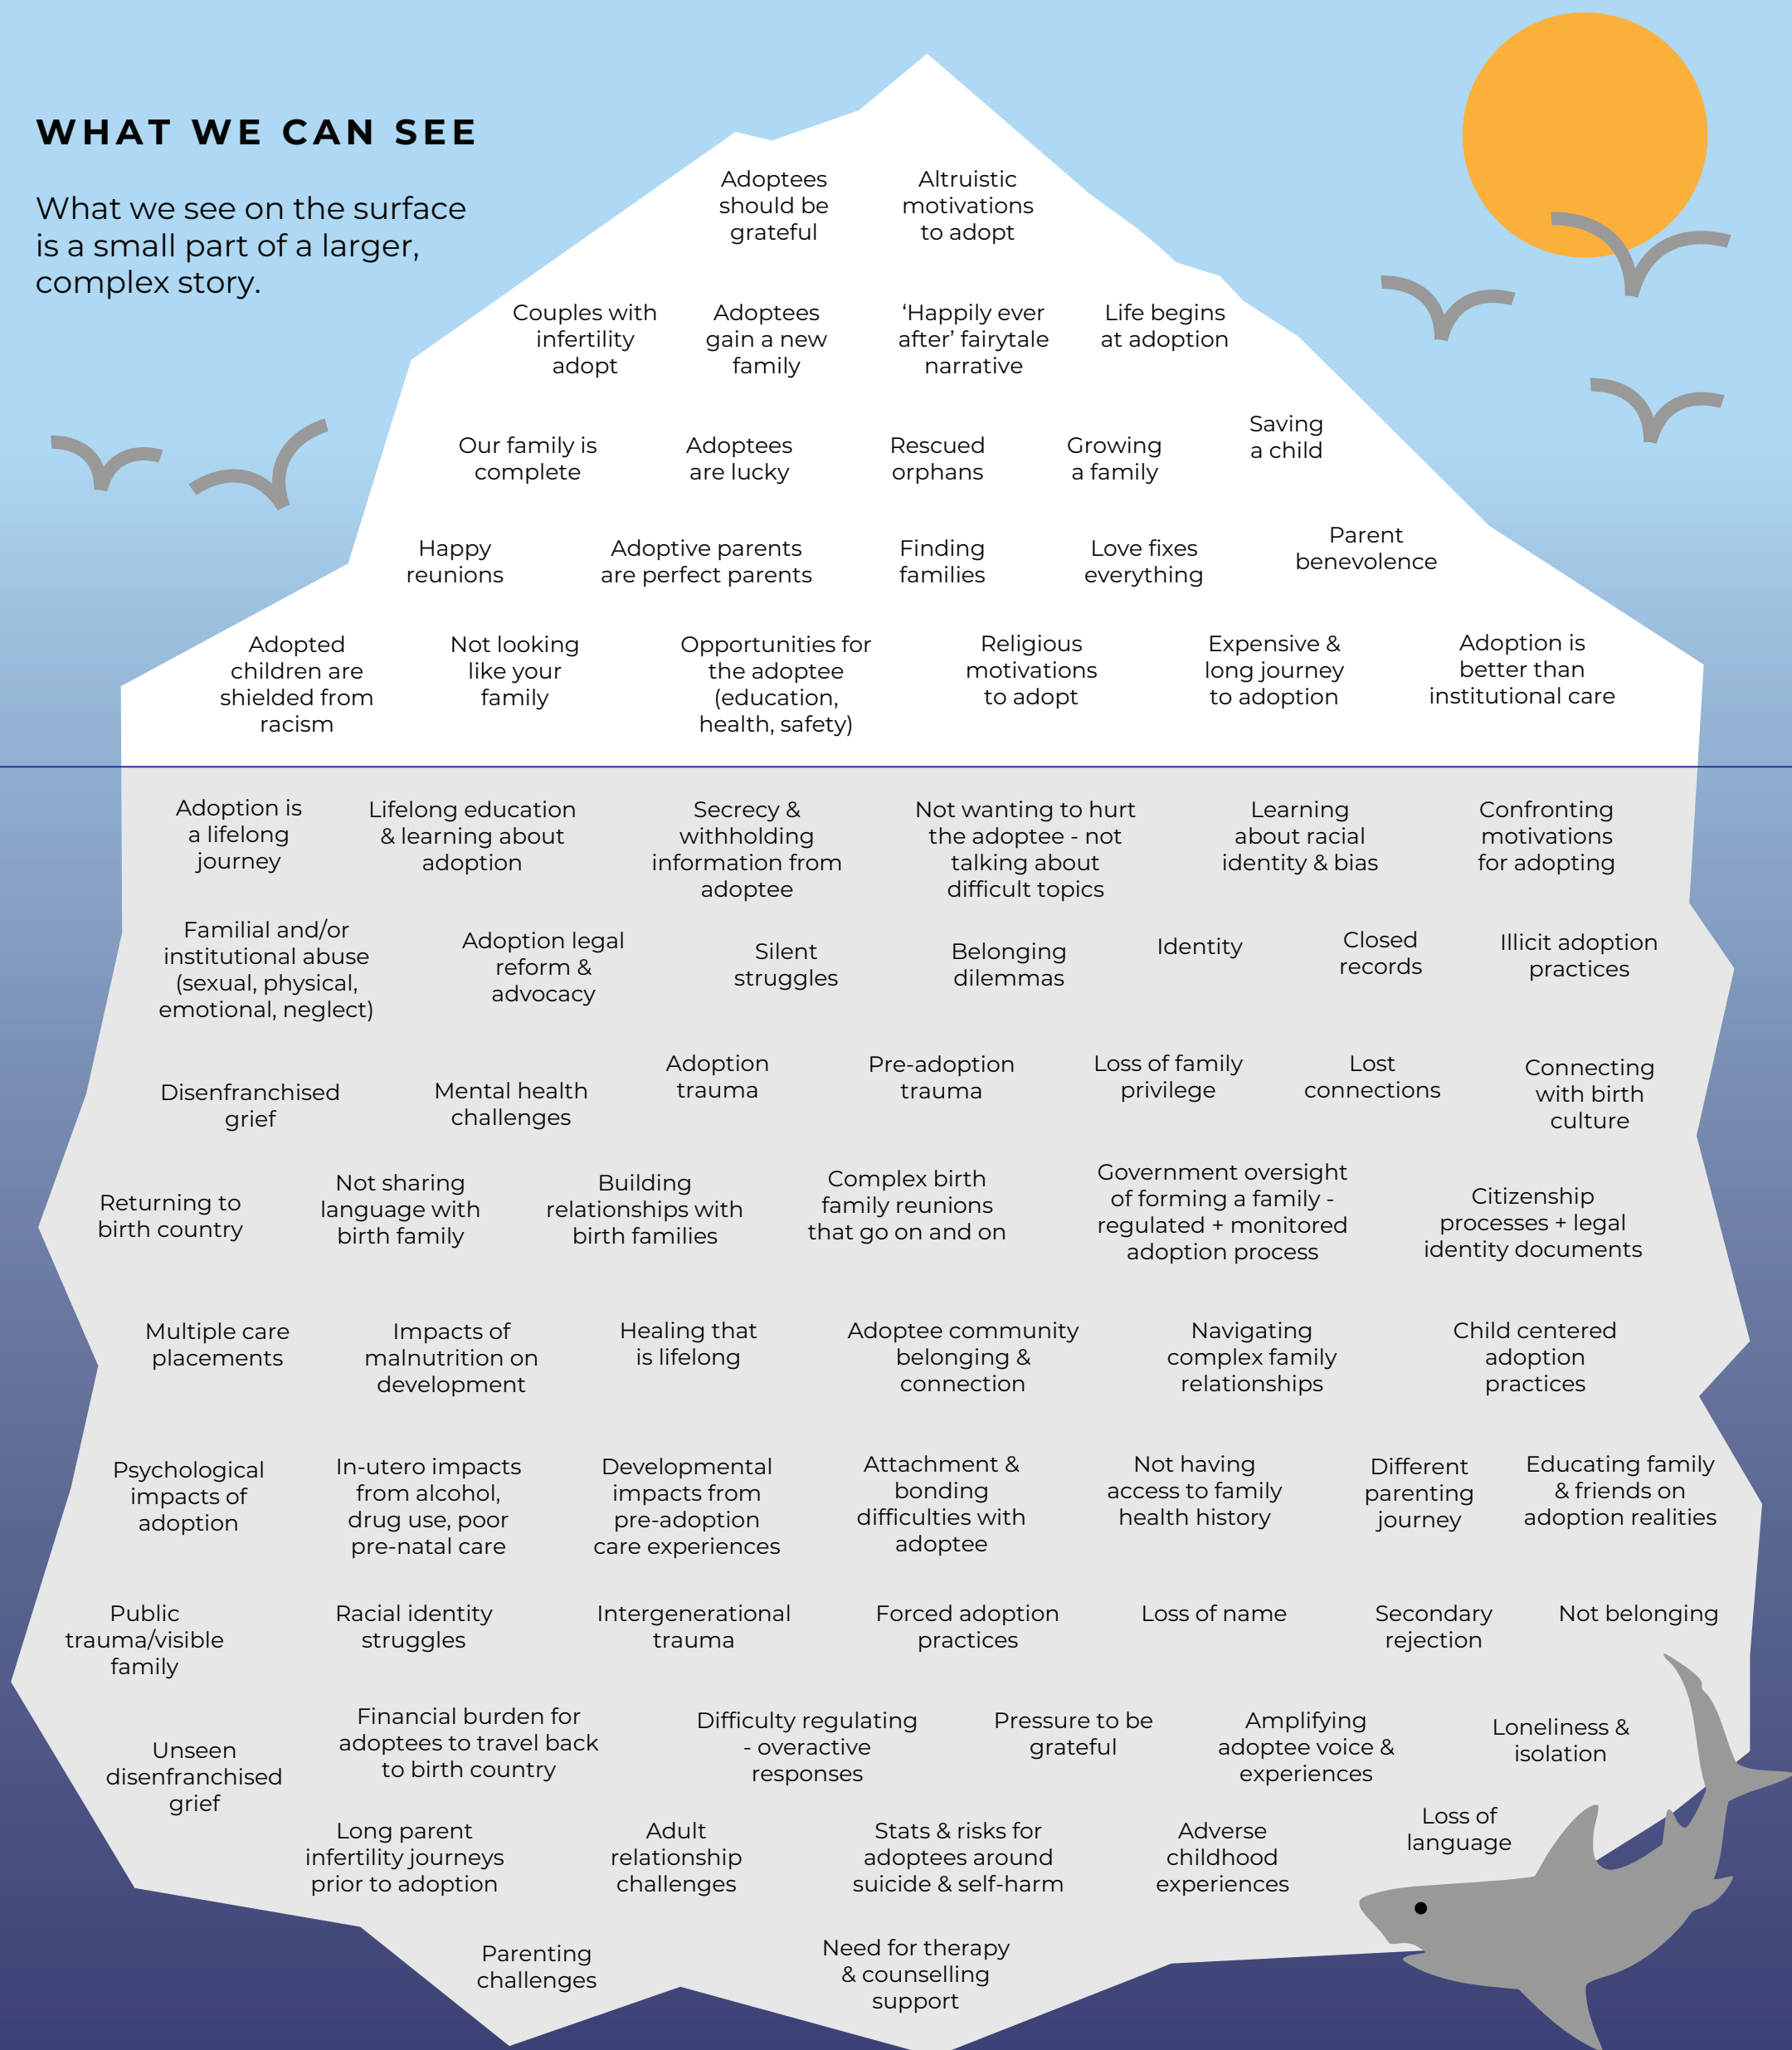 WHAT WE CAN SEE
What we see on the surface
is a small part of a larger,
complex story.
Adoptees
should be
grateful
Altruistic
motivations
to adopt
Couples with
infertility
adopt
Adoptees
gain a new
family
‘Happily ever
after’ fairytale
narrative
Life begins
at adoption
Our family is
complete
Adoptees
are lucky
Rescued
orphans
Growing
a family
Saving
a child
Happy
reunions
Adoptive parents
are perfect parents
Finding
families
Love fixes
everything
Parent
benevolence
Adopted
children are
shielded from
racism
Not looking
like your
family
Opportunities for
the adoptee
(education,
health, safety)
Religious
motivations
to adopt
Expensive &
long journey
to adoption
Adoption is
better than
institutional care
Adoption is
a lifelong
journey
Lifelong education
& learning about
adoption
Secrecy &
withholding
information from
adoptee
Not wanting to hurt
the adoptee - not
talking about
difficult topics
Learning
about racial
identity & bias
Confronting
motivations
for adopting
Familial and/or
institutional abuse
(sexual, physical,
emotional, neglect)
Adoption legal
reform &
advocacy
Silent
struggles
Belonging
dilemmas
Identity
Closed
records
Illicit adoption
practices
Disenfranchised
grief
Mental health
challenges
Adoption
trauma
Pre-adoption
trauma
Loss of family
privilege
Lost
connections
Connecting
with birth
culture
Returning to
birth country
Not sharing
language with
birth family
Building
relationships with
birth families
Complex birth
family reunions
that go on and on
Government oversight
of forming a family -
regulated + monitored
adoption process
Citizenship
processes + legal
identity documents
Multiple care
placements
Impacts of
malnutrition on
development
Healing that
is lifelong
Adoptee community
belonging &
connection
Navigating
complex family
relationships
Child centered
adoption
practices
Psychological
impacts of
adoption
In-utero impacts
from alcohol,
drug use, poor
pre-natal care
Developmental
impacts from
pre-adoption
care experiences
Attachment &
bonding
difficulties with
adoptee
Not having
access to family
health history
Different
parenting
journey
Educating family
& friends on
adoption realities
Public
trauma/visible
family
Racial identity
struggles
Intergenerational
trauma
Forced adoption
practices
Loss of name
Secondary
rejection
Not belonging
Unseen
disenfranchised
grief
Financial burden for
adoptees to travel back
to birth country
Difficulty regulating
- overactive
responses
Pressure to be
grateful
Amplifying
adoptee voice &
experiences
Loneliness &
isolation
Long parent
infertility journeys
prior to adoption
Adult
relationship
challenges
Stats & risks for
adoptees around
suicide & self-harm
Adverse
childhood
experiences
Loss of
language
Parenting
challenges
Need for therapy
& counselling
support